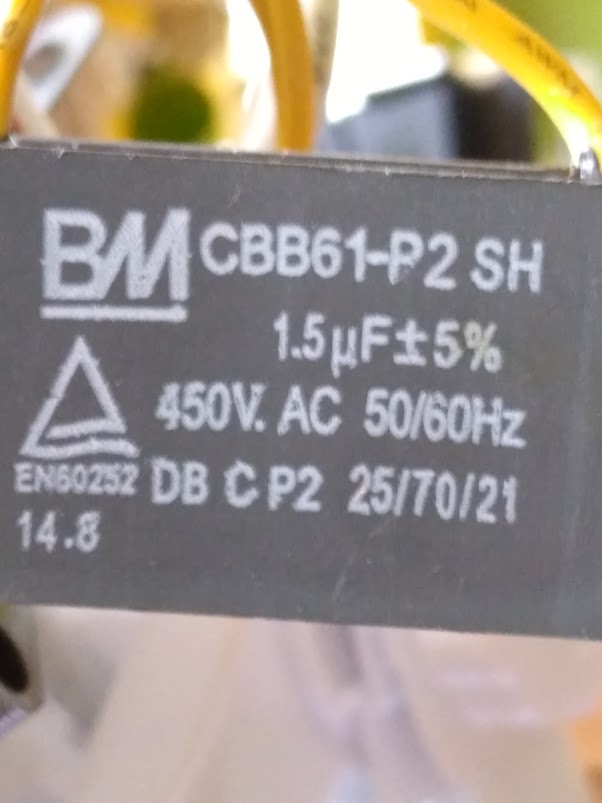 BM CBB61-P2 SH
1.5µF±5%
450V. AC 50/60Hz
EN60252 DB C P2 25/70/21
14.8